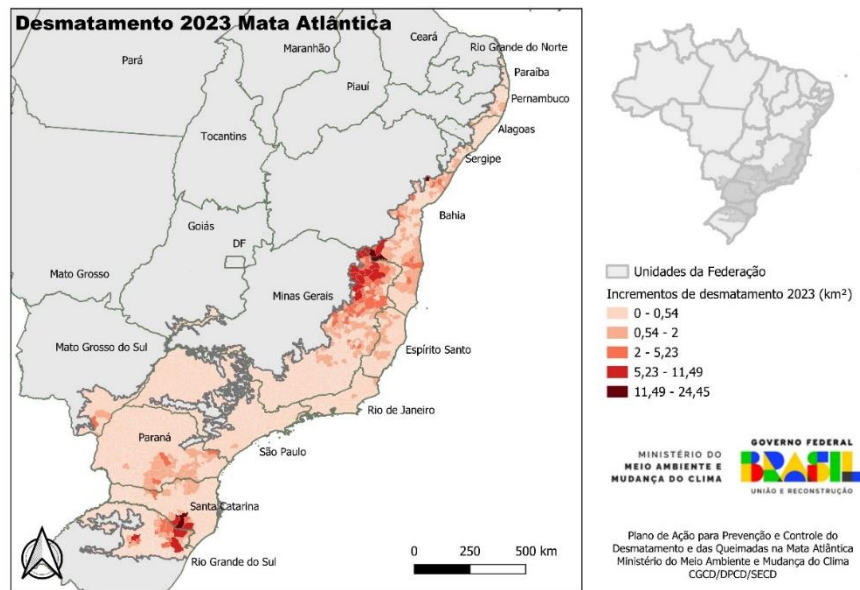 Desmatamento 2023 Mata Atlântica
Ceará
Maranhão
Rio Grande do Norte
Pará
Paraíba
Piauí
Pernambuco
Alagoas
Tocantins
Sergipe
Bahia
Goiás
DF
Mato Grosso
Minas Gerais
Mato Grosso do Sul
Espírito Santo
Rio de Janeiro
Paraná
São Paulo
Santa Catarina
Rio Grande do Sul
0 250 500 km
Unidades da Federação
Incrementos de desmatamento 2023 (km²)
0 - 0,54
0,54 - 2
2 - 5,23
5,23 - 11,49
11,49 - 24,45
MINISTÉRIO DO
MEIO AMBIENTE E
MUDANÇA DO CLIMA
GOVERNO FEDERAL
BRASIL
UNIÃO E RECONSTRUÇÃO
Plano de Ação para Prevenção e Controle do
Desmatamento e das Queimadas na Mata Atlântica
Ministério do Meio Ambiente e Mudança do Clima
CGCD/DPCD/SECD